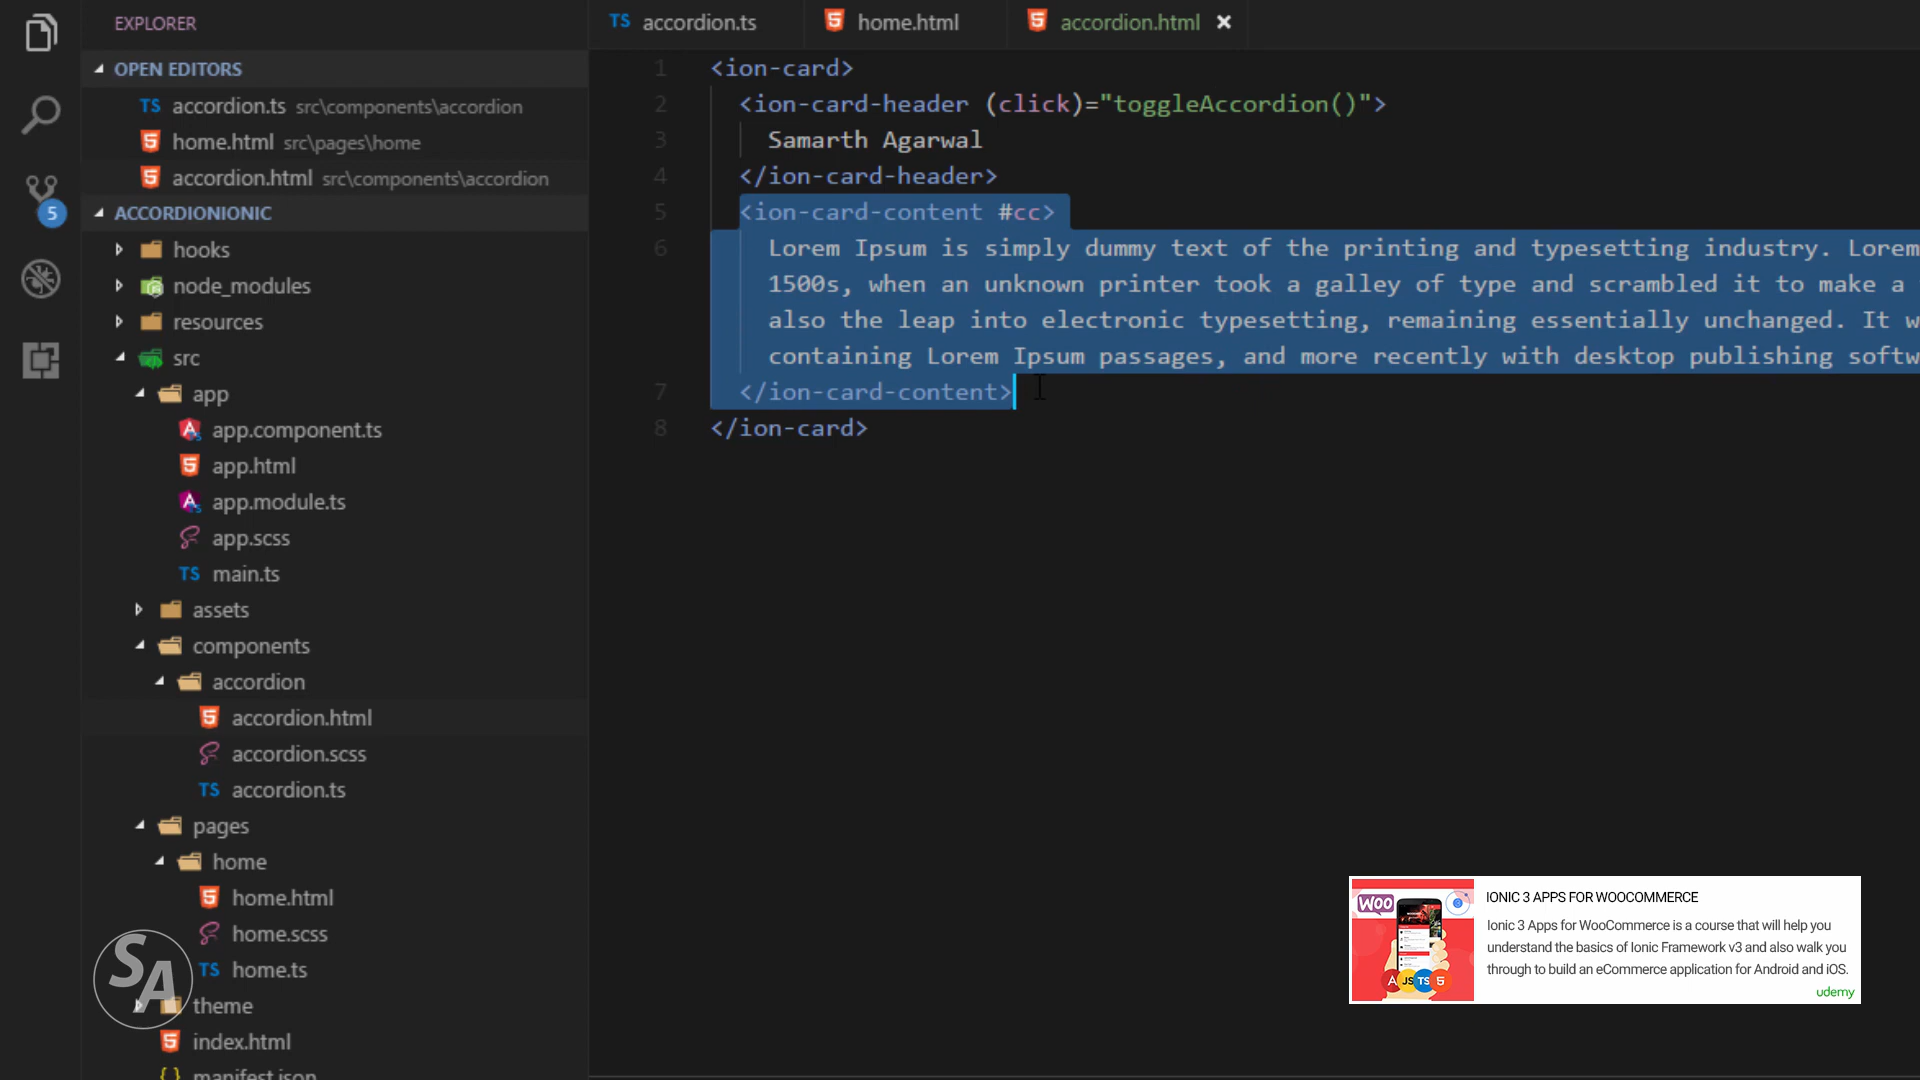 EXPLORER
OPEN EDITORS
TS accordion.ts src\components\accordion
home.html src\pages\home
accordion.html src\components\accordion
ACCORDIONIONIC
hooks
node_modules
resources
src
app
app.component.ts
app.html
app.module.ts
app.scss
TS main.ts
assets
components
accordion
accordion.html
accordion.scss
TS accordion.ts
pages
home
home.html
home.scss
TS home.ts
theme
index.html
manifest.json
5
SA
TS accordion.ts
home.html
accordion.html
1 <ion-card>
2 <ion-card-header (click)="toggleAccordion()">
3 Samarth Agarwal
4 </ion-card-header>
5 <ion-card-content #cc>
6 Lorem Ipsum is simply dummy text of the printing and typesetting industry. Lorem
1500s, when an unknown printer took a galley of type and scrambled it to make a
also the leap into electronic typesetting, remaining essentially unchanged. It w
containing Lorem Ipsum passages, and more recently with desktop publishing softw
7 </ion-card-content>
8 </ion-card>
WOO
A JS TS 5
IONIC 3 APPS FOR WOOCOMMERCE
Ionic 3 Apps for WooCommerce is a course that will help you
understand the basics of Ionic Framework v3 and also walk you
through to build an eCommerce application for Android and iOS.
udemy